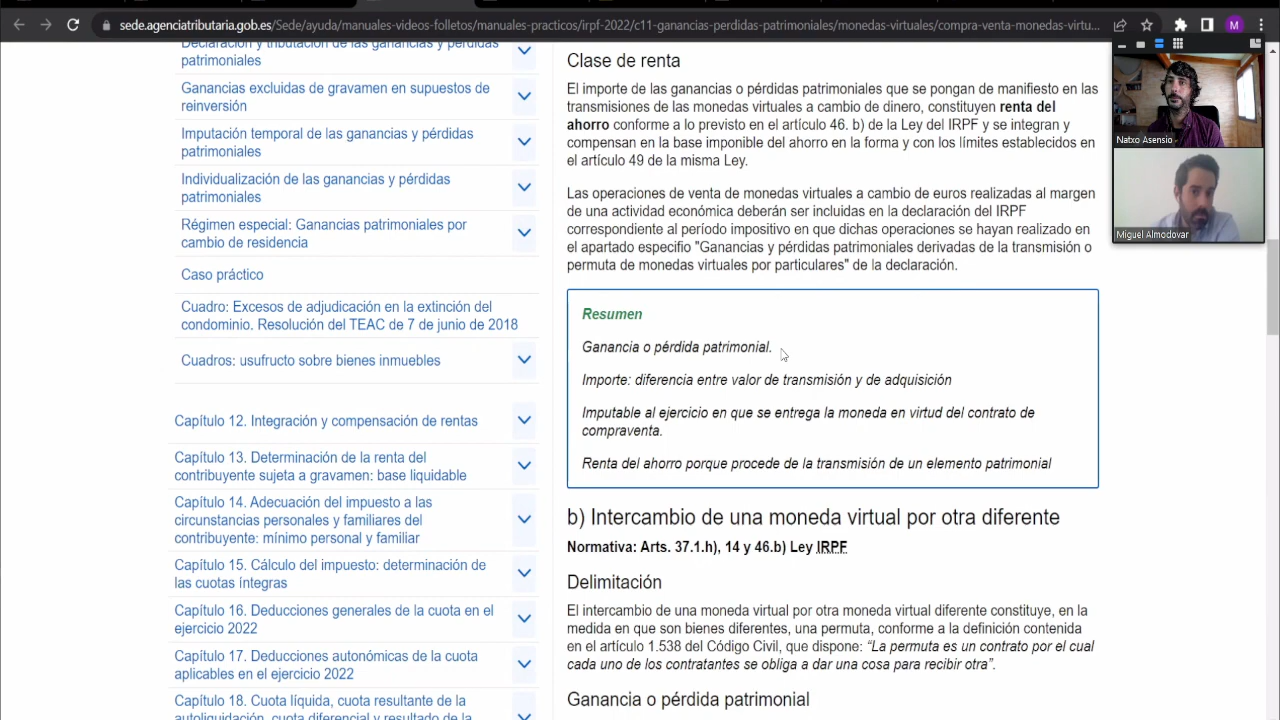 sede.agenciatributaria.gob.es/Sede/ayuda/manuales-videos-folletos/manuales-practicos/irpf-2022/c11-ganancias-perdidas-patrimoniales/monedas-virtuales/compra-venta-monedas-virtu...
M
Declaración y tributación de las ganancias y pérdidas
patrimoniales
Ganancias excluidas de gravamen en supuestos de
reinversión
Imputación temporal de las ganancias y pérdidas
patrimoniales
Individualización de las ganancias y pérdidas
patrimoniales
Régimen especial: Ganancias patrimoniales por
cambio de residencia
Caso práctico
Cuadro: Excesos de adjudicación en la extinción del
condominio. Resolución del TEAC de 7 de junio de 2018
Cuadros: usufructo sobre bienes inmuebles
Capítulo 12. Integración y compensación de rentas
Capítulo 13. Determinación de la renta del
contribuyente sujeta a gravamen: base liquidable
Capítulo 14. Adecuación del impuesto a las
circunstancias personales y familiares del
contribuyente: mínimo personal y familiar
Capítulo 15. Cálculo del impuesto: determinación de
las cuotas íntegras
Capítulo 16. Deducciones generales de la cuota en el
ejercicio 2022
Capítulo 17. Deducciones autonómicas de la cuota
aplicables en el ejercicio 2022
Capítulo 18. Cuota líquida, cuota resultante de la
autoliquidación, cuota diferencial y resultado de la
Clase de renta
El importe de las ganancias o pérdidas patrimoniales que se pongan de manifiesto en las
transmisiones de las monedas virtuales a cambio de dinero, constituyen renta del
ahorro conforme a lo previsto en el artículo 46. b) de la Ley del IRPF y se integran y
compensan en la base imponible del ahorro en la forma y con los límites establecidos en
el artículo 49 de la misma Ley.
Las operaciones de venta de monedas virtuales a cambio de euros realizadas al margen
de una actividad económica deberán ser incluidas en la declaración del IRPF
correspondiente al período impositivo en que dichas operaciones se hayan realizado en
el apartado especifio "Ganancias y pérdidas patrimoniales derivadas de la transmisión o
permuta de monedas virtuales por particulares" de la declaración.
Resumen
Ganancia o pérdida patrimonial.
Importe: diferencia entre valor de transmisión y de adquisición
Imputable al ejercicio en que se entrega la moneda en virtud del contrato de
compraventa.
Renta del ahorro porque procede de la transmisión de un elemento patrimonial
b) Intercambio de una moneda virtual por otra diferente
Normativa: Arts. 37.1.h), 14 y 46.b) Ley IRPF
Delimitación
El intercambio de una moneda virtual por otra moneda virtual diferente constituye, en la
medida en que son bienes diferentes, una permuta, conforme a la definición contenida
en el artículo 1.538 del Código Civil, que dispone: “La permuta es un contrato por el cual
cada uno de los contratantes se obliga a dar una cosa para recibir otra”.
Ganancia o pérdida patrimonial
Natxo Asensio
Miguel Almodovar